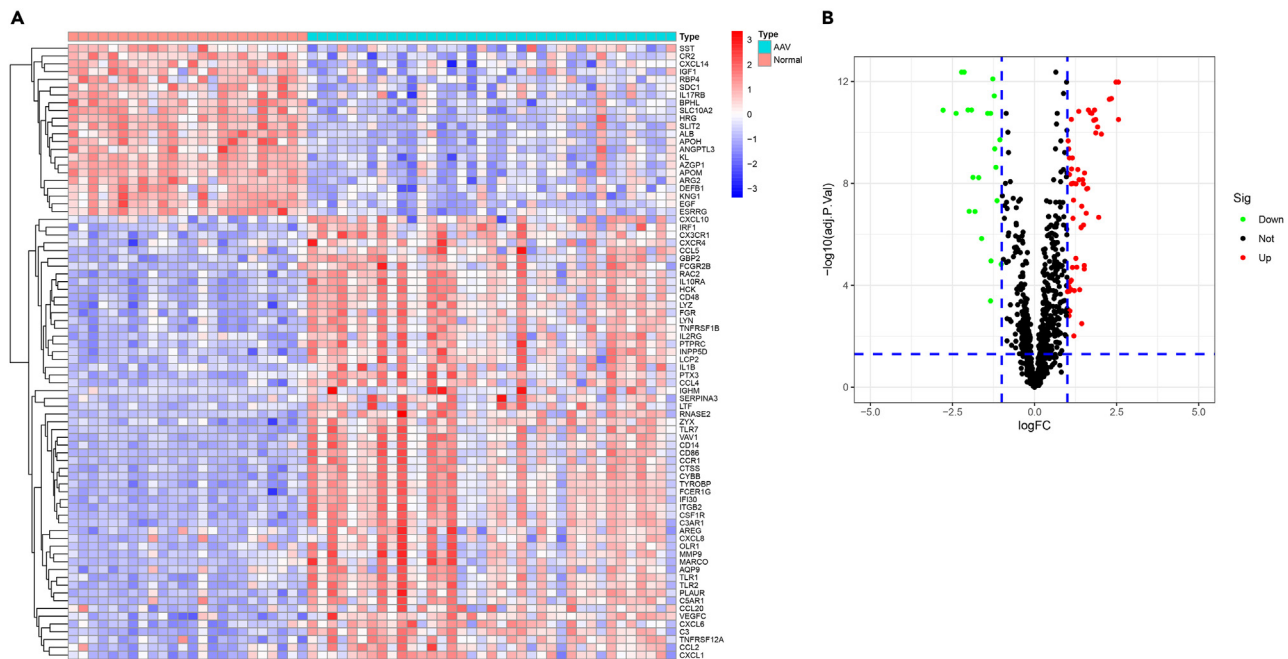 A
Type
SST
CR2
CXCL14
IGF1
RBP4
SDC1
IL17RB
BPHL
SLC10A2
HRG
SLIT2
ALB
APOH
ANGPTL3
KL
AZGP1
APOM
ARG2
DEFB1
KNG1
EGF
ESRRG
CXCL10
IRF1
CX3CR1
CXCR4
CCL5
GBP2
FCGR2B
RAC2
IL10RA
HCK
CD48
LYZ
FGR
LYN
TNFRSF1B
IL2RG
PTPRC
INPP5D
LCP2
IL1B
PTX3
CCL4
IGHM
SERPINA3
LTF
RNASE2
ZYX
TLR7
VAV1
CD14
CD86
CCR1
CTSS
CYBB
TYROBP
FCER1G
IFI30
ITGB2
CSF1R
C3AR1
AREG
CXCL8
OLR1
MMP9
MARCO
AQP9
TLR1
TLR2
PLAUR
C5AR1
CCL20
VEGFC
CXCL6
C3
TNFRSF12A
CCL2
CXCL1
3
2
1
0
−1
−2
−3
Type
AAV
Normal
B
12
8
4
0
−log10(adj.P.Val)
−5.0 −2.5 0.0 2.5 5.0
logFC
Sig
Down
Not
Up